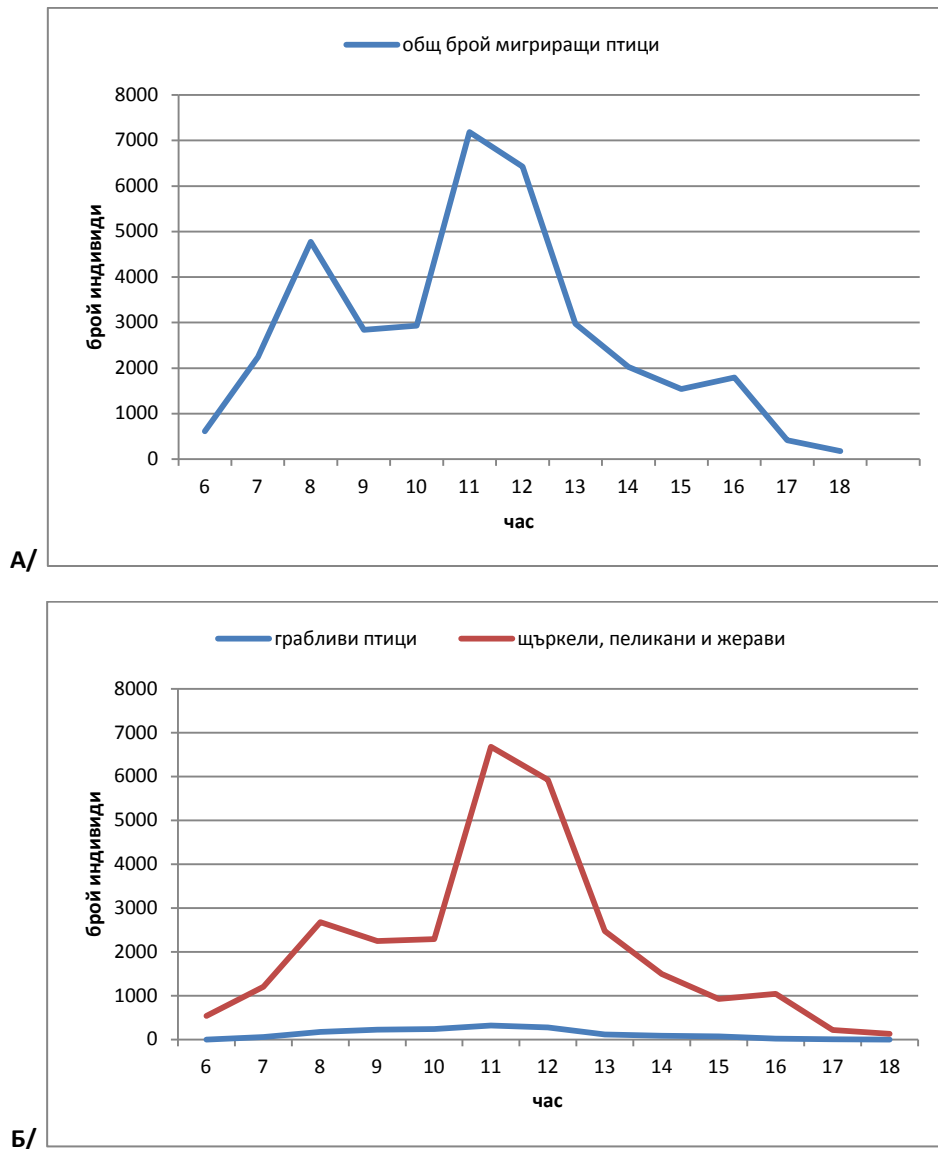 общ брой мигриращи птици
8000
7000
6000
5000
4000
3000
2000
1000
0
брой индивиди
6 7 8 9 10 11 12 13 14 15 16 17 18
час
А/
грабливи птици щъркели, пеликани и жерави
8000
7000
6000
5000
4000
3000
2000
1000
0
брой индивиди
6 7 8 9 10 11 12 13 14 15 16 17 18
час
Б/